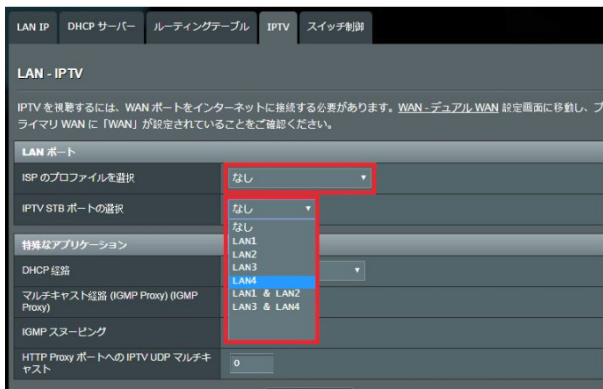 LAN IP DHCP サーバー ルーティングテーブル IPTV スイッチ制御
LAN - IPTV
IPTV を視聴するには、WAN ポートをインターネットに接続する必要があります。WAN - デュアル WAN 設定画面に移動し、プ
ライマリ WAN に「WAN」が設定されていることをご確認ください。
LAN ポート
ISP のプロファイルを選択 なし
IPTV STB ポートの選択 なし
なし
LAN1
LAN2
LAN3
LAN4
LAN1 & LAN2
LAN3 & LAN4
特殊なアプリケーション
DHCP 経路
マルチキャスト経路 (IGMP Proxy) (IGMP
Proxy)
IGMP スヌーピング
HTTP Proxy ポートへの IPTV UDP マルチキ
ャスト 0